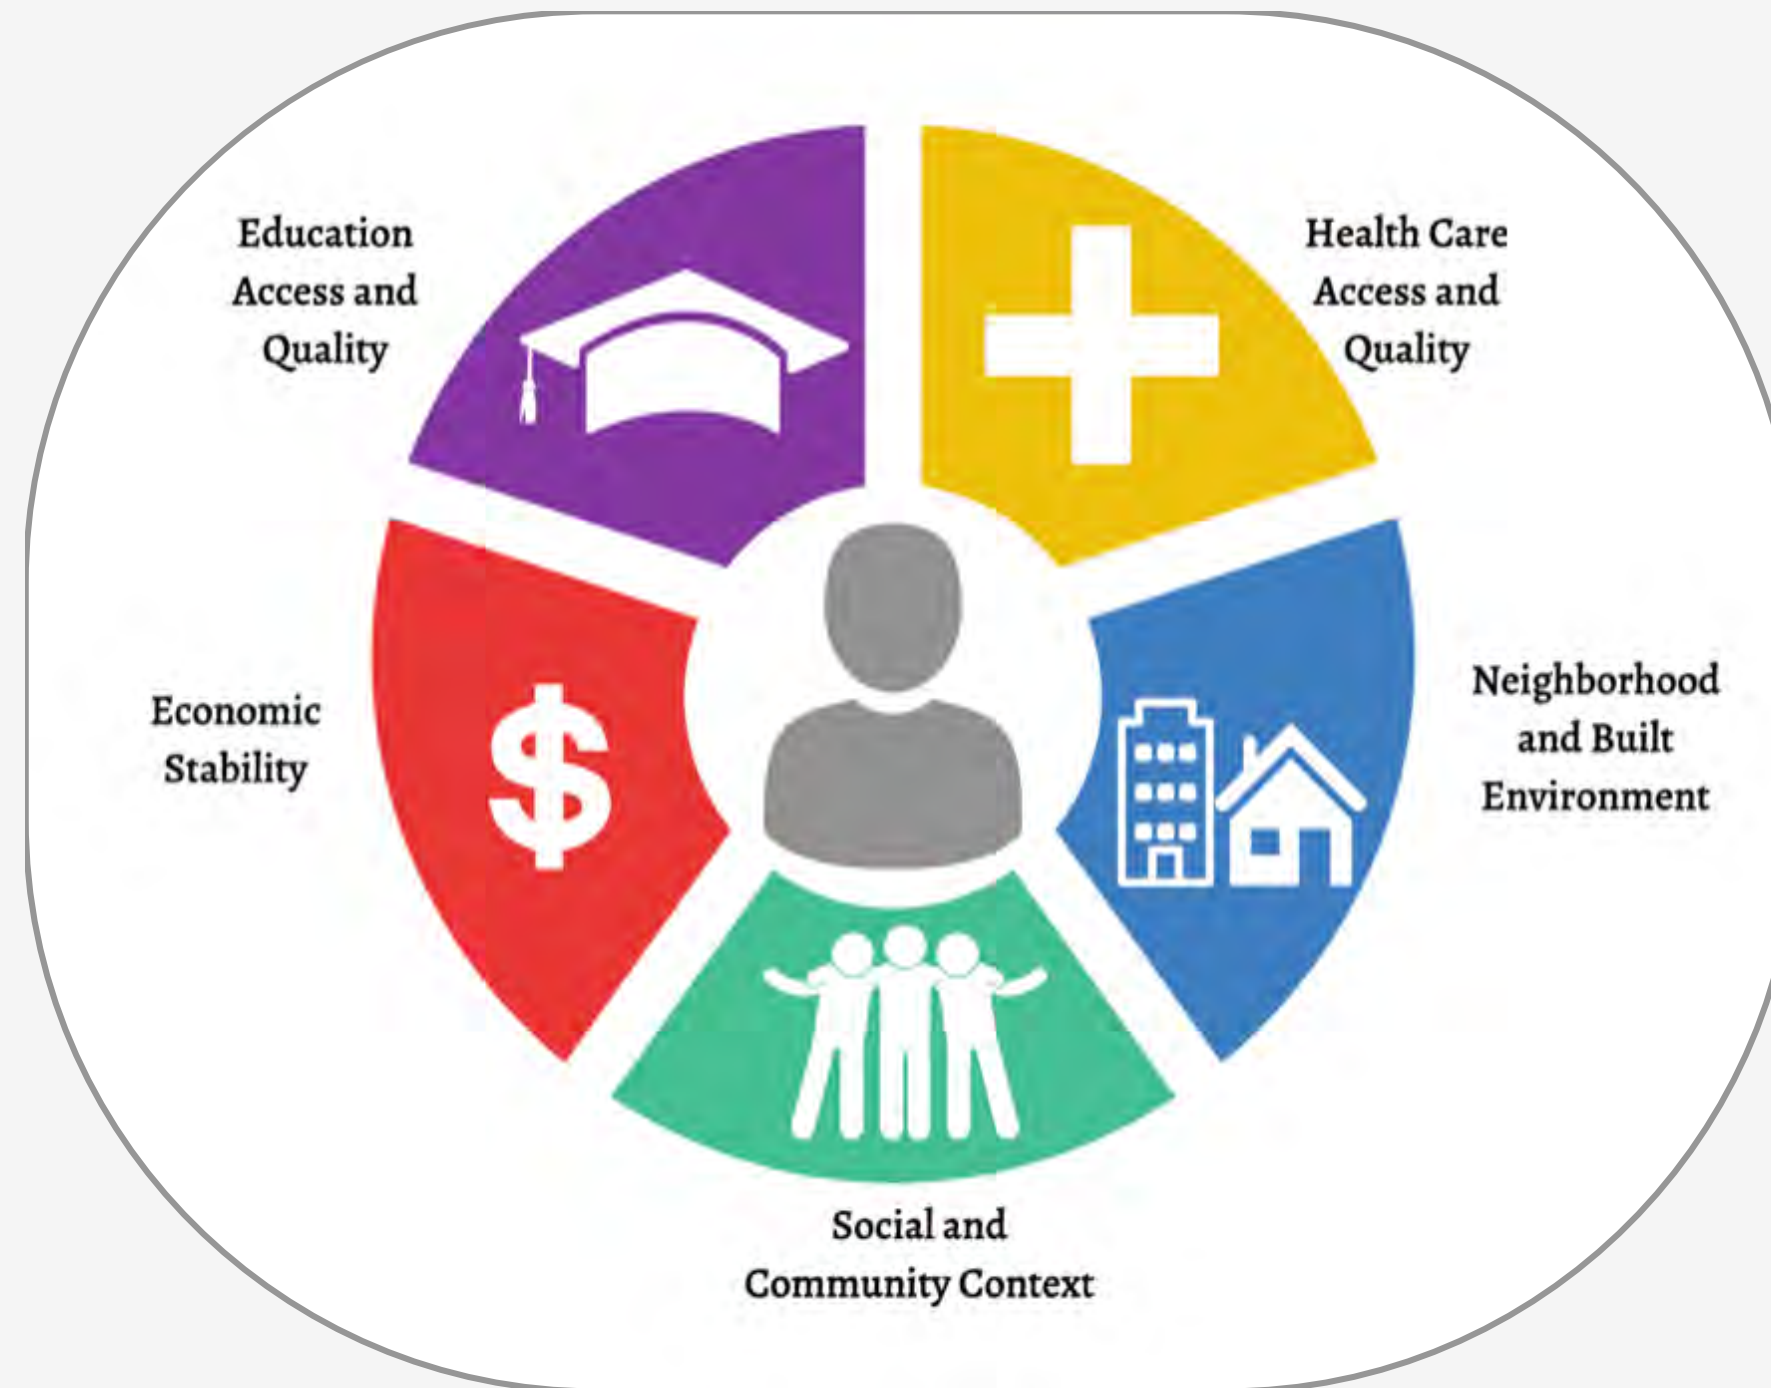 Education
Access and
Quality
Health Care
Access and
Quality
Economic
Stability
$
Neighborhood
and Built
Environment
Social and
Community Context